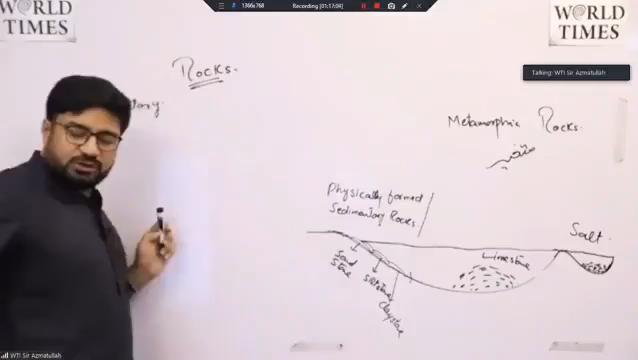 WORLD
TIMES
1366x768
Recording [01:17:04]
WORLD
TIMES
Talking: WTI Sir Azmatullah
Rocks.
Metamorphic Rocks.
متغیر
Physically formed
Sedimentary Rocks.
Salt.
Sand
Stone
Siltstone
Claystone
Limestone
WTI Sir Azmatullah